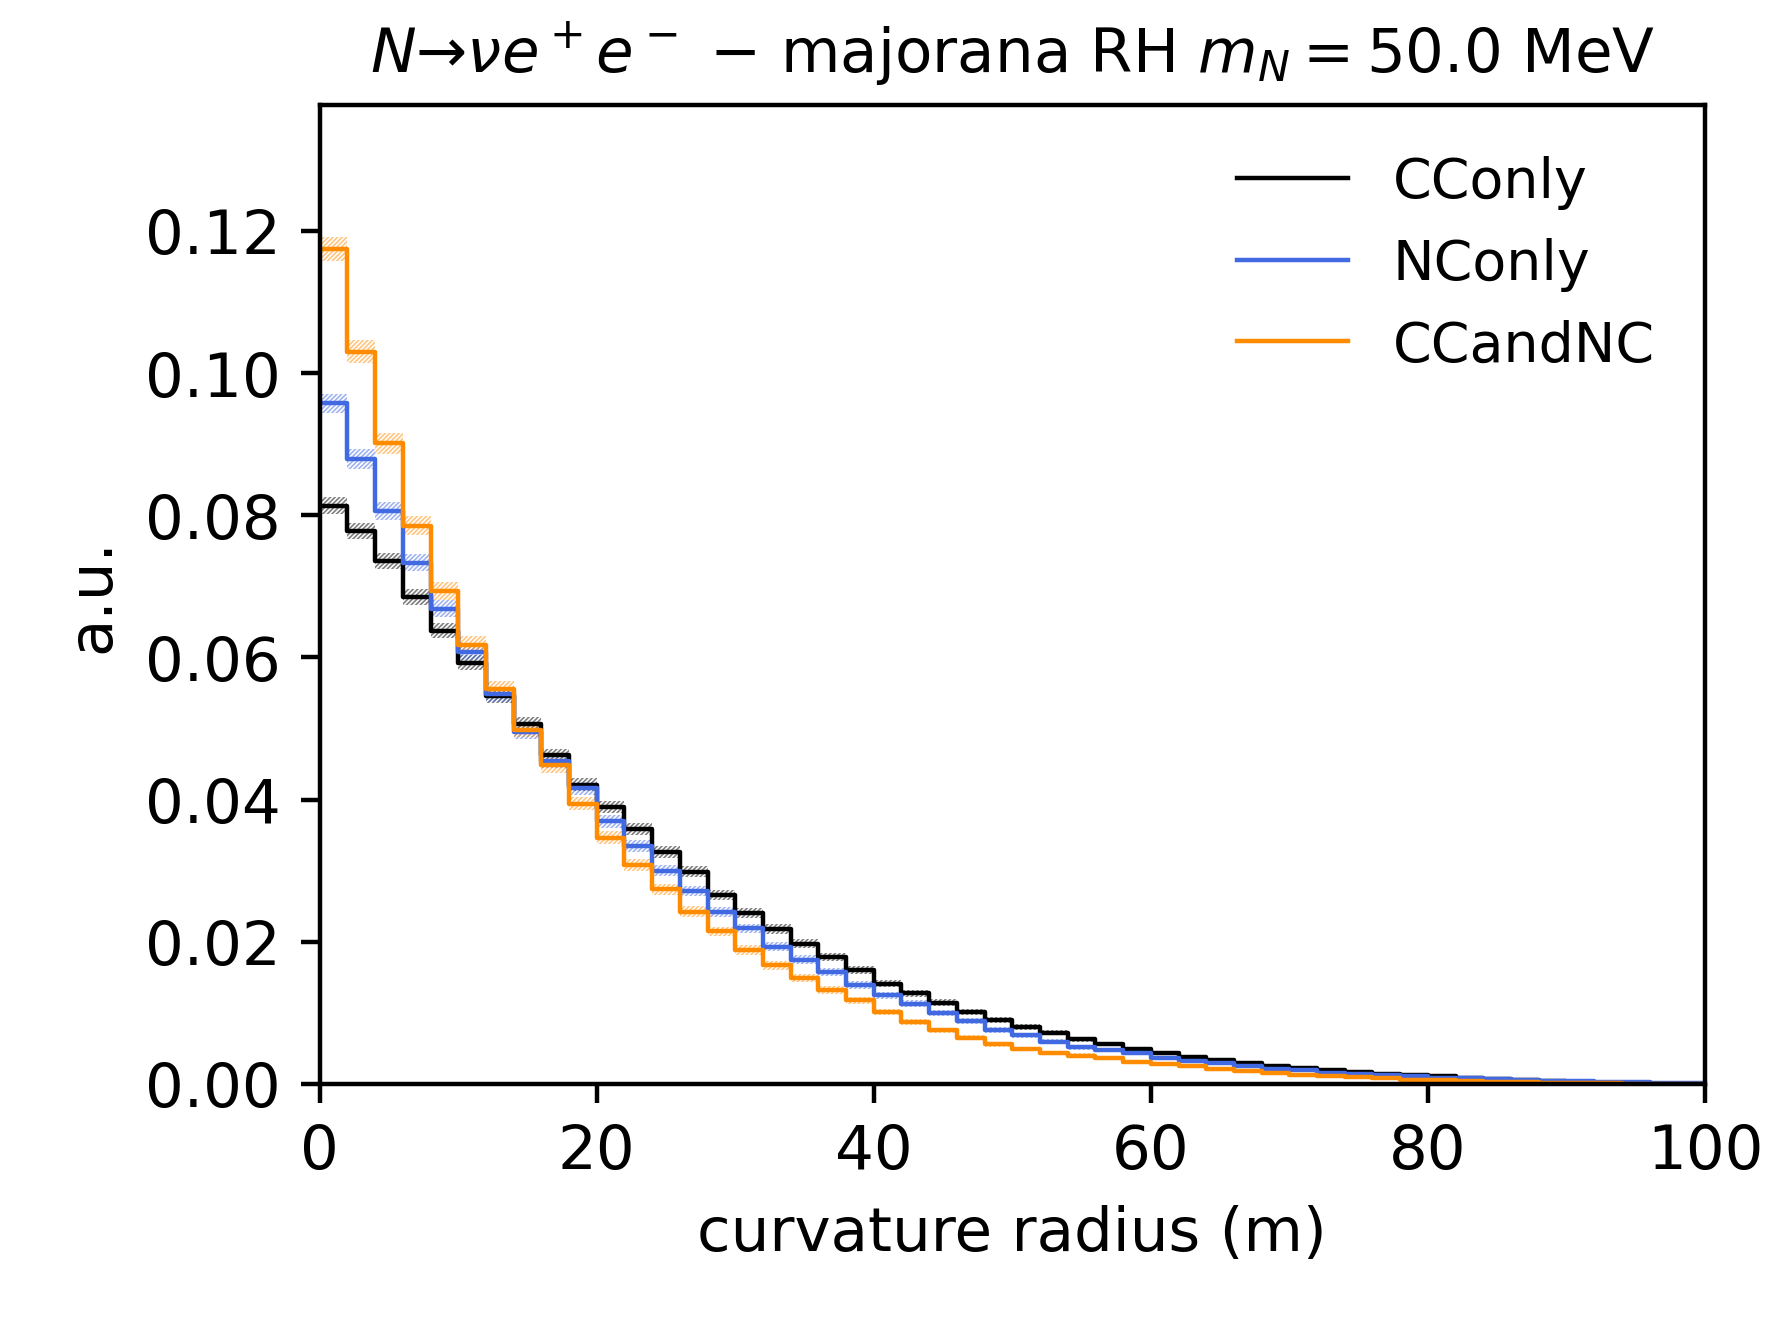 N→νe⁺e⁻ − majorana RH m_N = 50.0 MeV
CConly
NConly
CCandNC
0.12
0.10
0.08
0.06
0.04
0.02
0.00
a.u.
0 20 40 60 80 100
curvature radius (m)